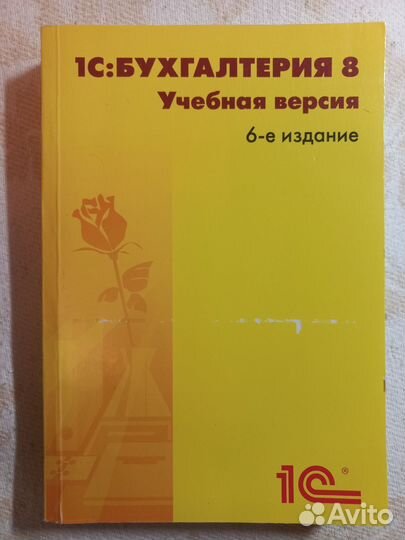 1С:БУХГАЛТЕРИЯ 8
Учебная версия
6-е издание
1С®
Avito